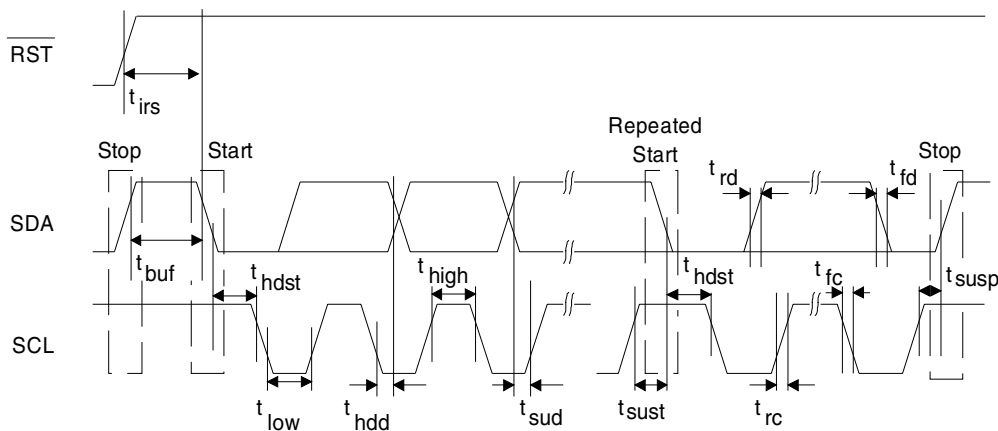 RST
t irs
Repeated
Stop
Start
Start
Stop
t rd
t fd
SDA
t buf
t hdst
t high
t hdst
t fc
t susp
SCL
t low
t hdd
t sud
t sust
t rc